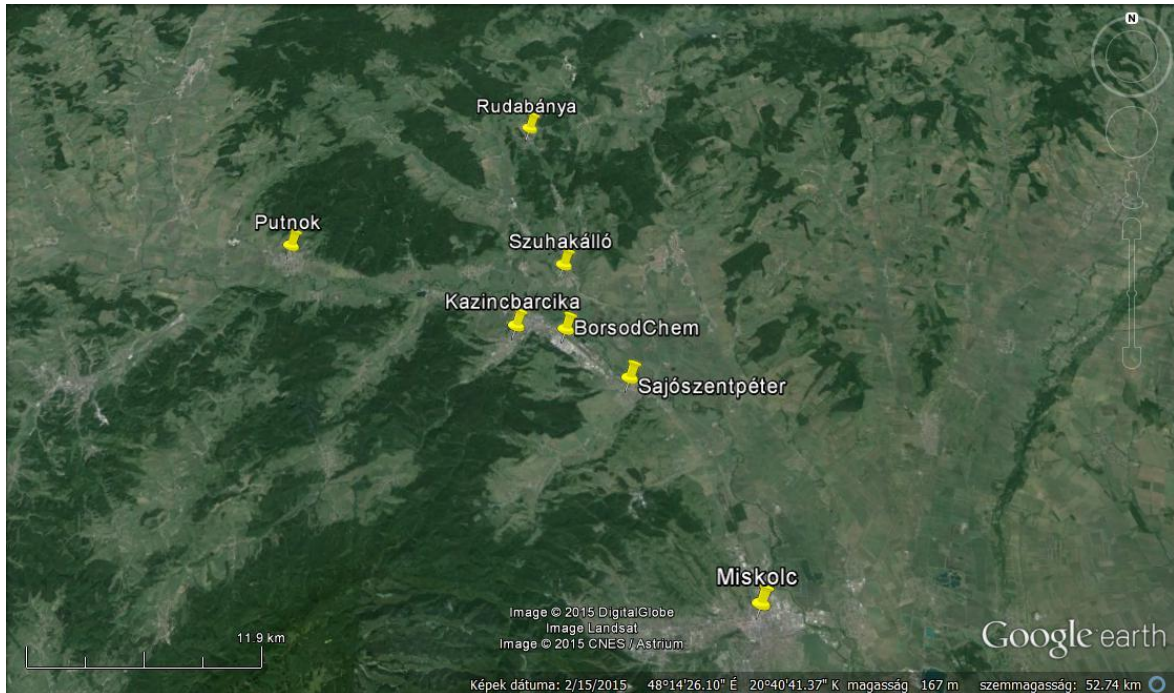 N
Rudabánya
Putnok
Szuhakálló
Kazincbarcika
BorsodChem
Sajószentpéter
Miskolc
Image © 2015 DigitalGlobe
Image Landsat
Image © 2015 CNES / Astrium
11.9 km
Google earth
Képek dátuma: 2/15/2015 48°14'26.10" É 20°40'41.37" K magasság 167 m szemmagasság: 52.74 km